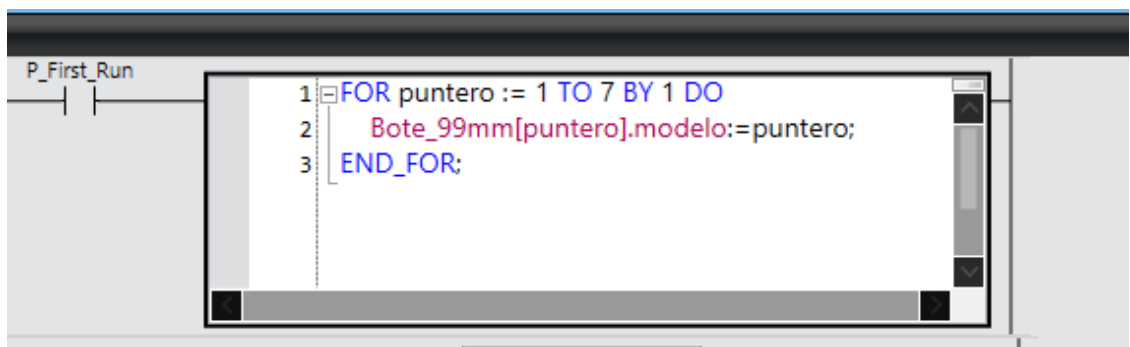 P_First_Run
1 FOR puntero := 1 TO 7 BY 1 DO
2 Bote_99mm[puntero].modelo:=puntero;
3 END_FOR;